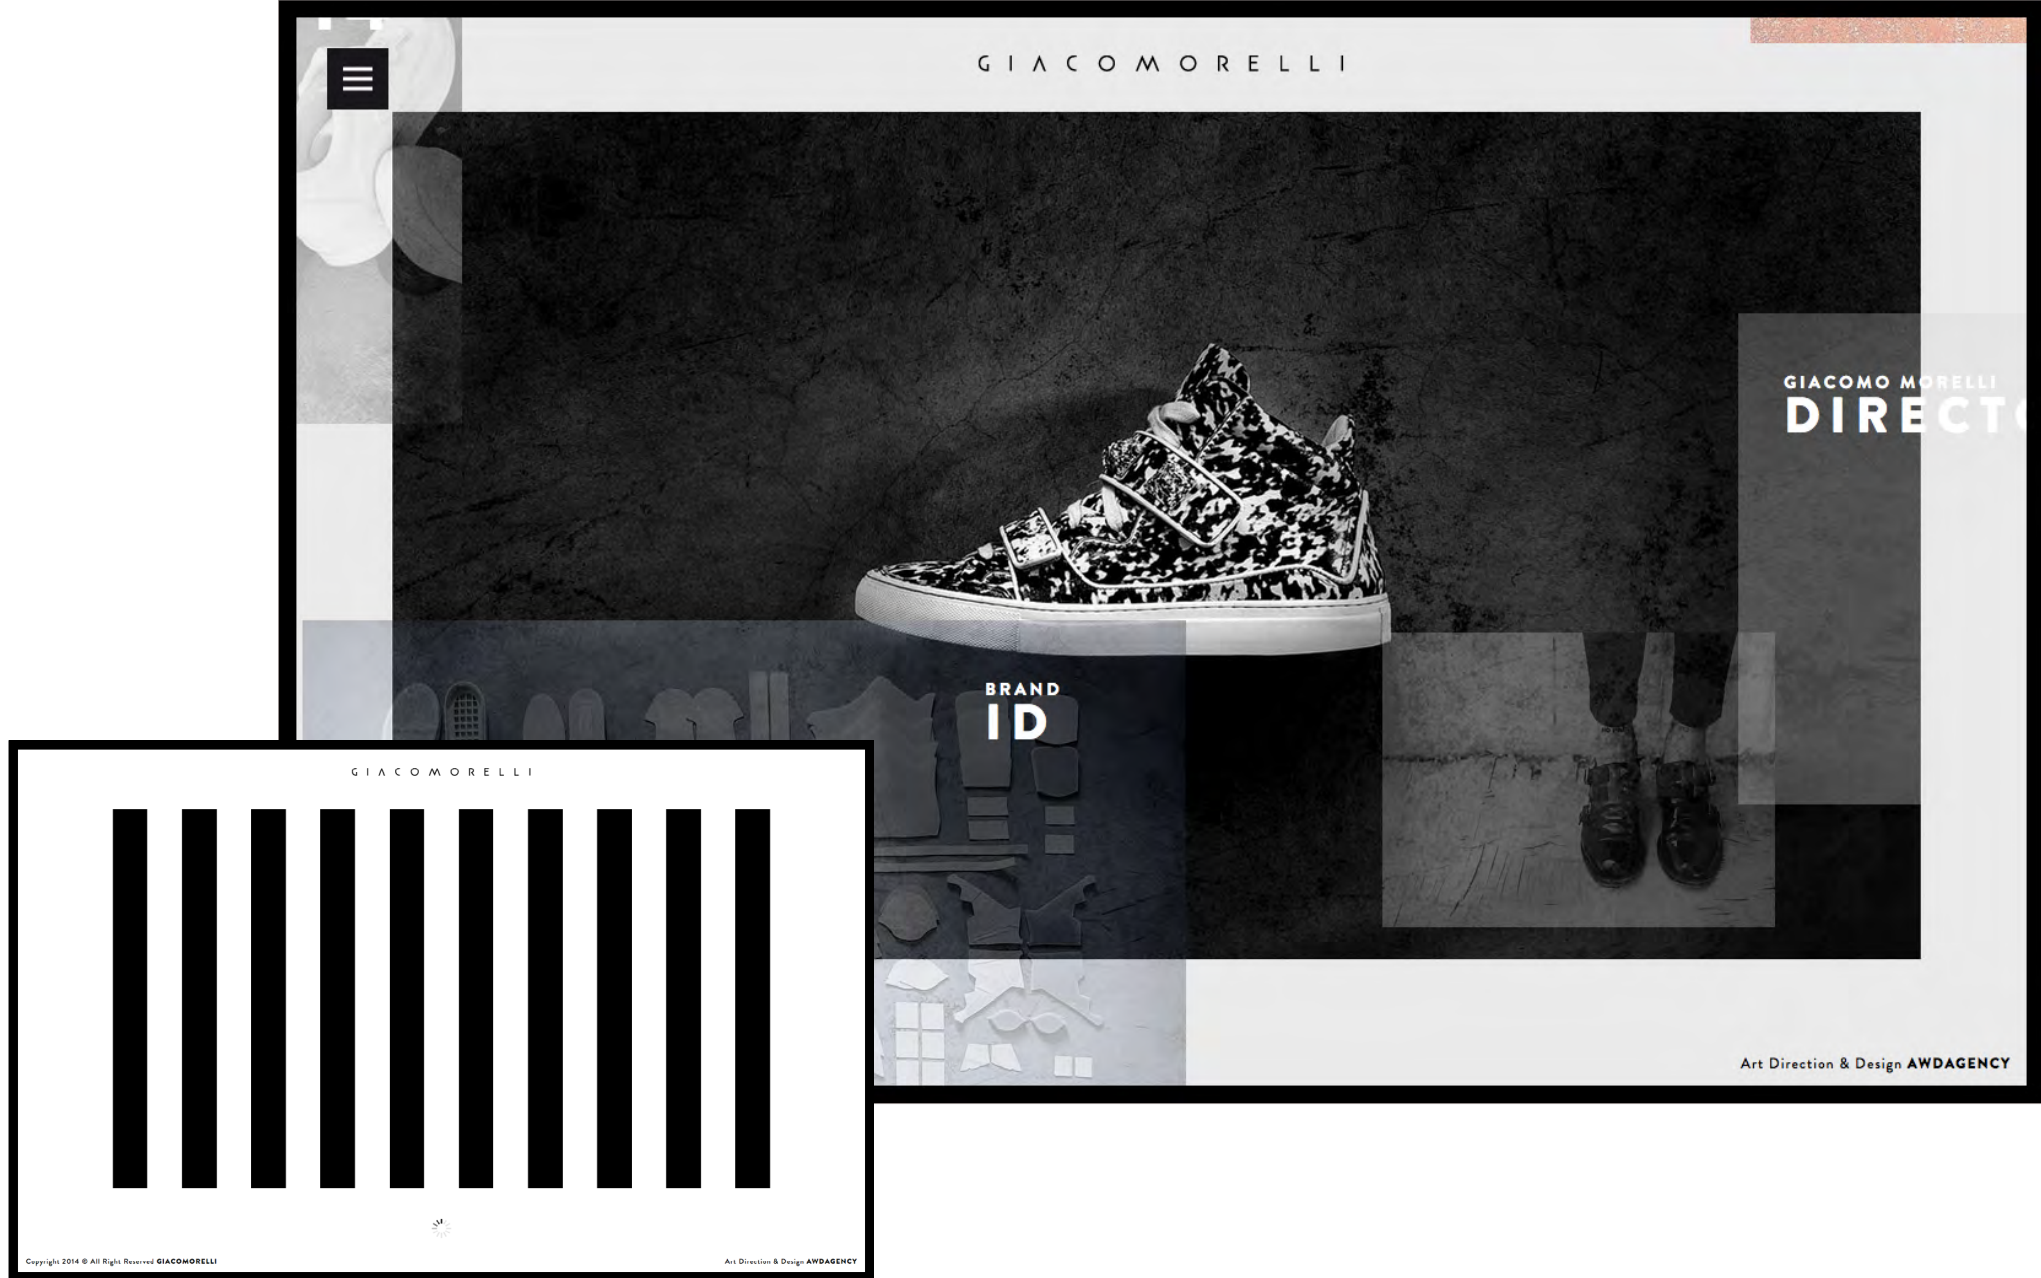 GIACOMORELLI
GIACOMO MORELLI
BRAND
ID
Art Direction & Design AWDAGENCY
GIACOMORELLI
Copyright 2014 © All Right Reserved GIACOMORELLI
Art Direction & Design AWDAGENCY